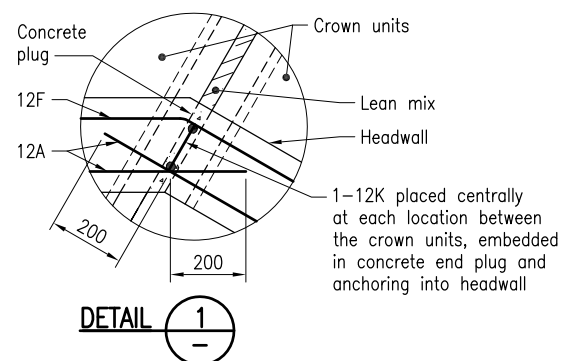 Concrete
plug
Crown units
12F
Lean mix
12A
Headwall
1-12K placed centrally
at each location between
the crown units, embedded
in concrete end plug and
anchoring into headwall
200
200
DETAIL 1
-